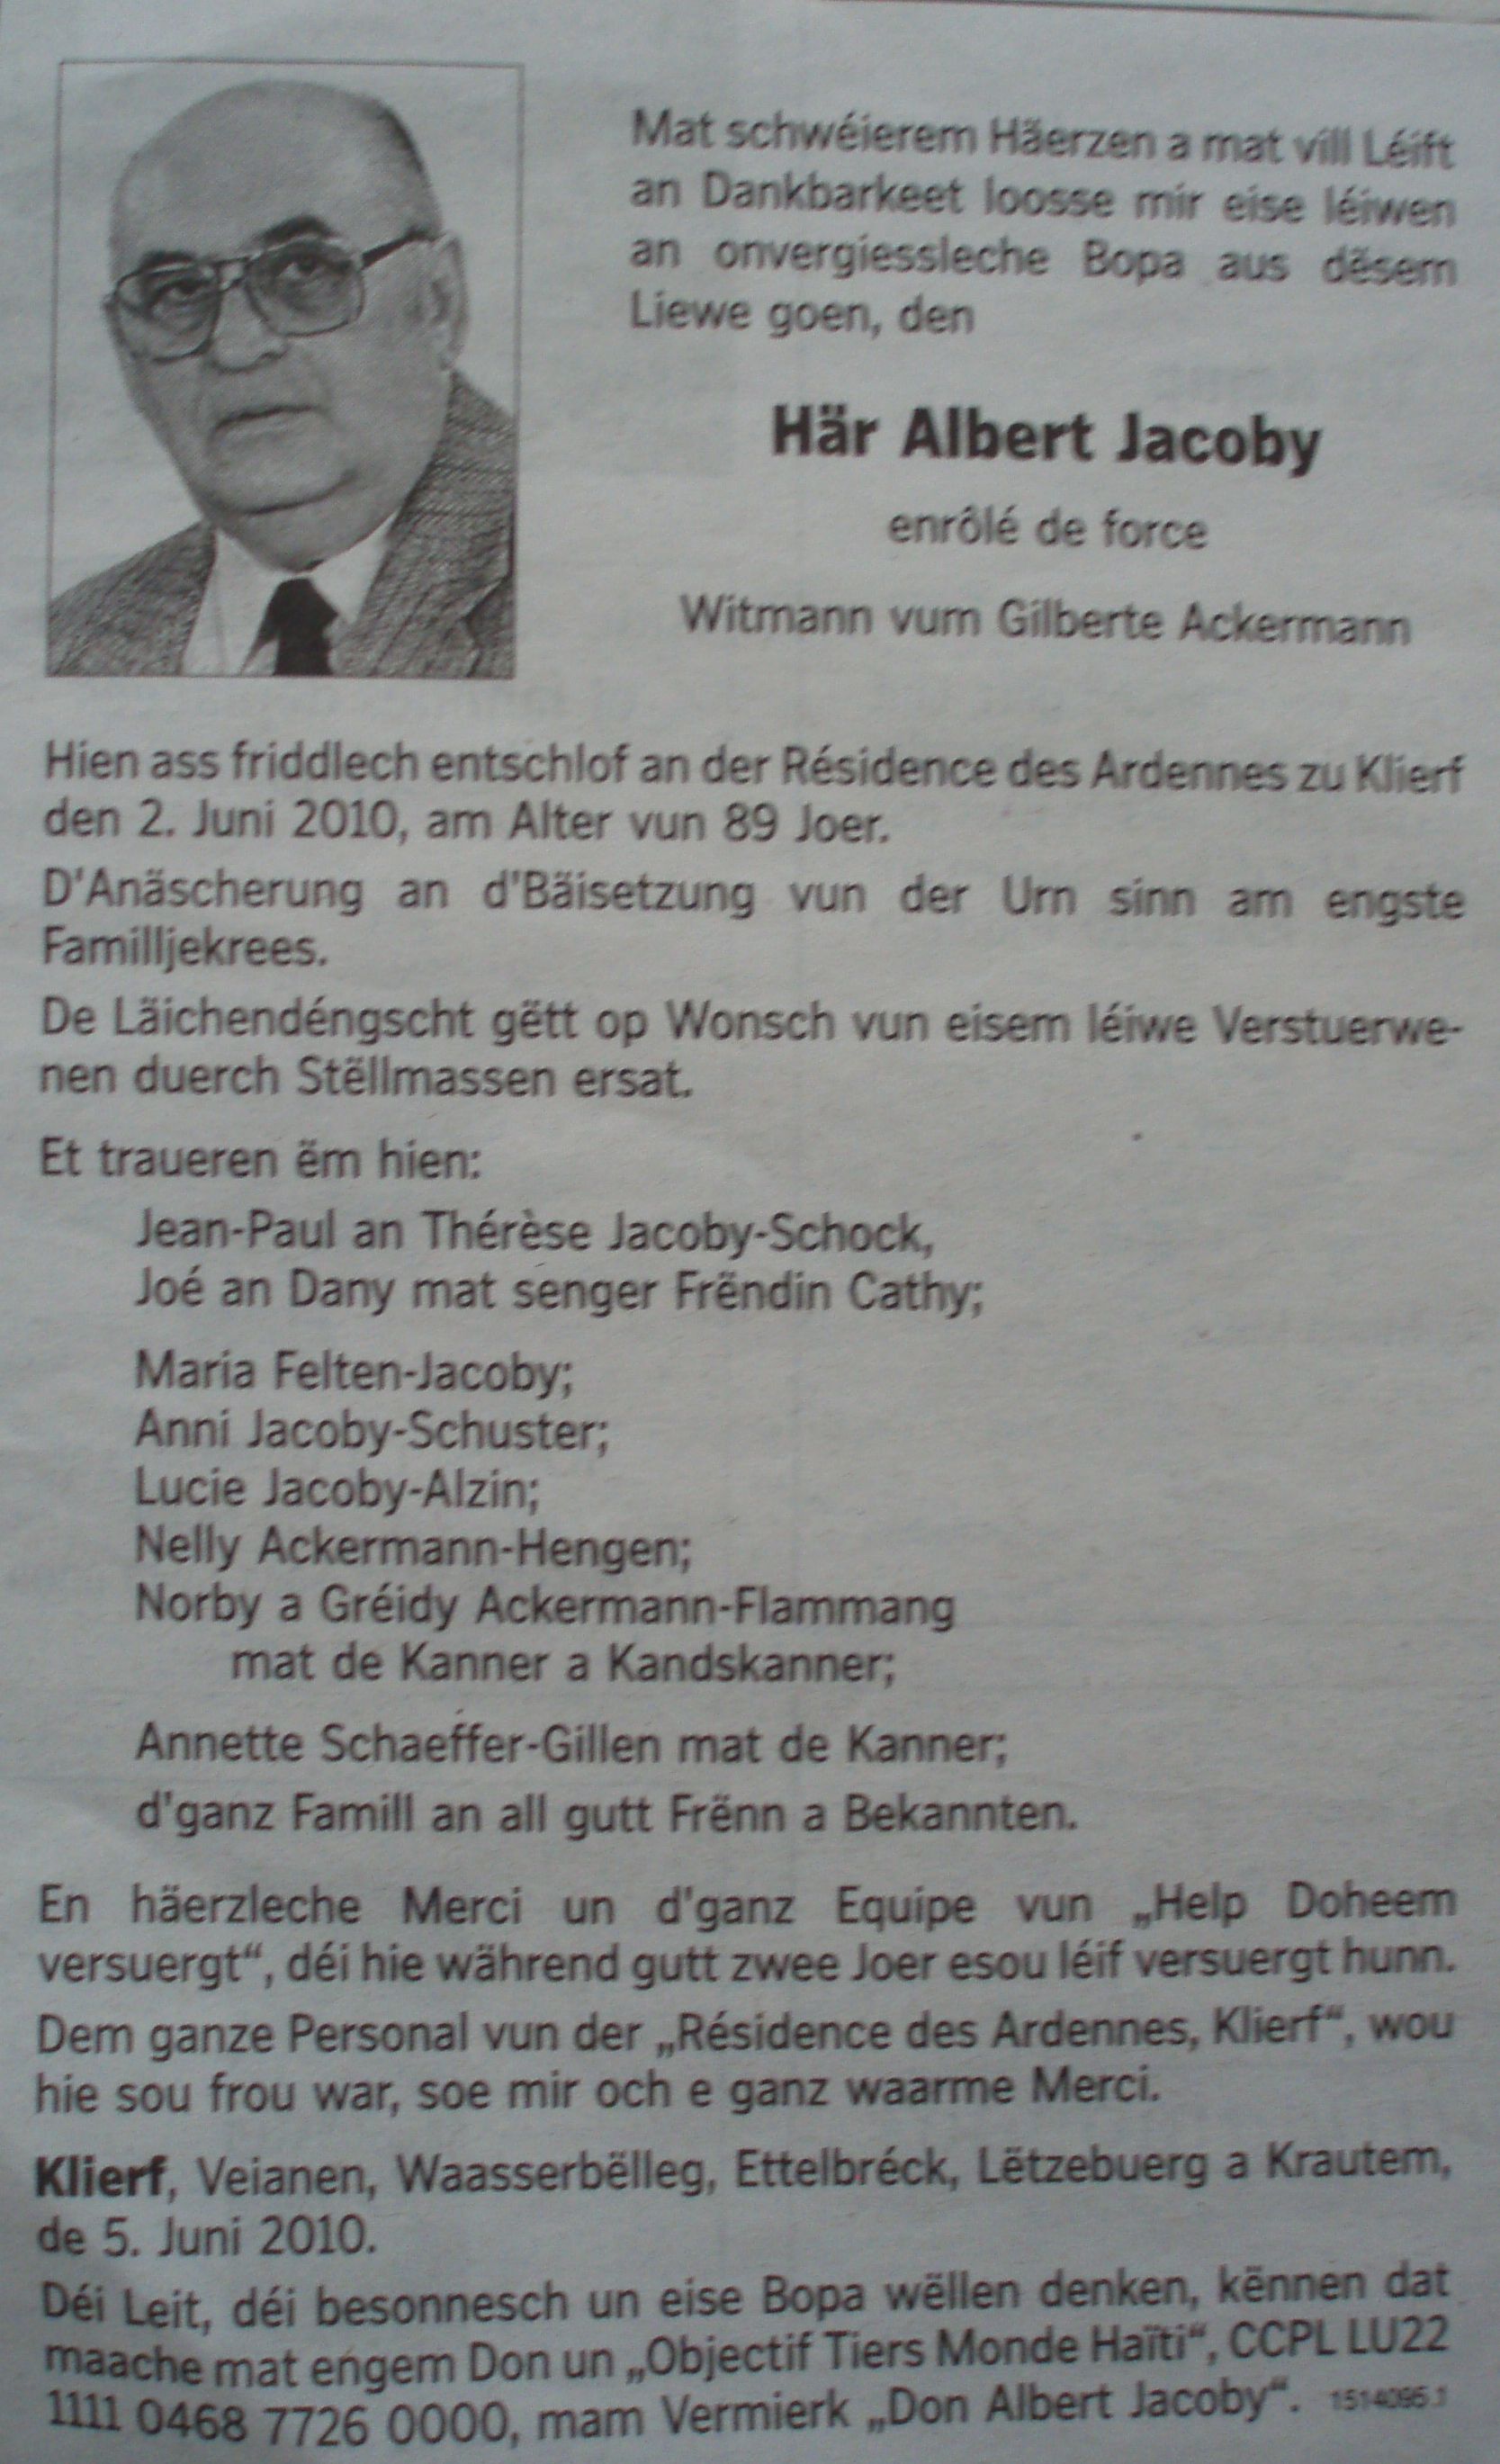 Mat schwéierem Häerzen a mat vill Léift
an Dankbarkeet loosse mir eise léiwen
an onvergiessleche Bopa aus dësem
Liewe goen, den
Här Albert Jacoby
enrôlé de force
Witmann vum Gilberte Ackermann
Hien ass friddlech entschlof an der Résidence des Ardennes zu Klierf
den 2. Juni 2010, am Alter vun 89 Joer.
D'Anäscherung an d'Bäisetzung vun der Urn sinn am engste
Familljekrees.
De Läichendéngscht gëtt op Wonsch vun eisem léiwe Verstuerwe-
nen duerch Stëllmassen ersat.
Et traueren ëm hien:
Jean-Paul an Thérèse Jacoby-Schock,
Joé an Dany mat senger Frëndin Cathy;
Maria Felten-Jacoby;
Anni Jacoby-Schuster;
Lucie Jacoby-Alzin;
Nelly Ackermann-Hengen;
Norby a Gréidy Ackermann-Flammang
mat de Kanner a Kandskanner;
Annette Schaeffer-Gillen mat de Kanner;
d'ganz Famill an all gutt Frënn a Bekannten.
En häerzleche Merci un d'ganz Equipe vun „Help Doheem
versuergt“, déi hie während gutt zwee Joer esou léif versuergt hunn.
Dem ganze Personal vun der „Résidence des Ardennes, Klierf“, wou
hie sou frou war, soe mir och e ganz waarme Merci.
Klierf, Veianen, Waasserbëlleg, Ettelbréck, Lëtzebuerg a Krautem,
de 5. Juni 2010.
Déi Leit, déi besonnesch un eise Bopa wëllen denken, kënnen dat
maache mat engem Don un „Objectif Tiers Monde Haïti“, CCPL LU22
1111 0468 7726 0000, mam Vermierk „Don Albert Jacoby“. 1514095.1